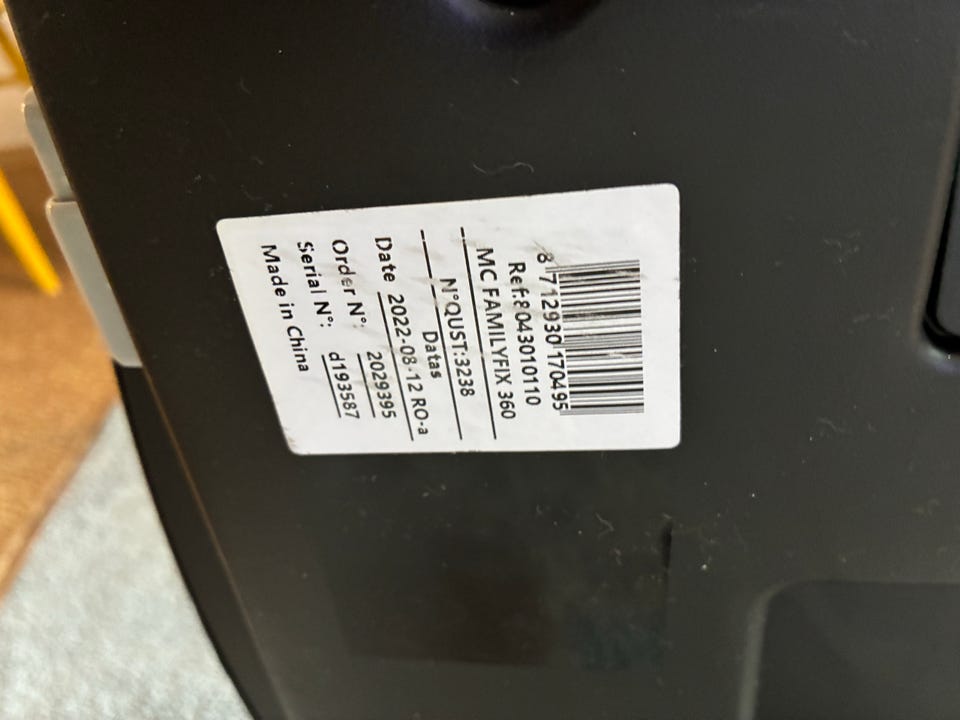 8 712930 170495
Ref:8043010110
MC FAMILYFIX 360
N°QUST:3238
Datas
Date 2022-08-12 RO-a
Order N°: 2029395
Serial N°: d193587
Made in China